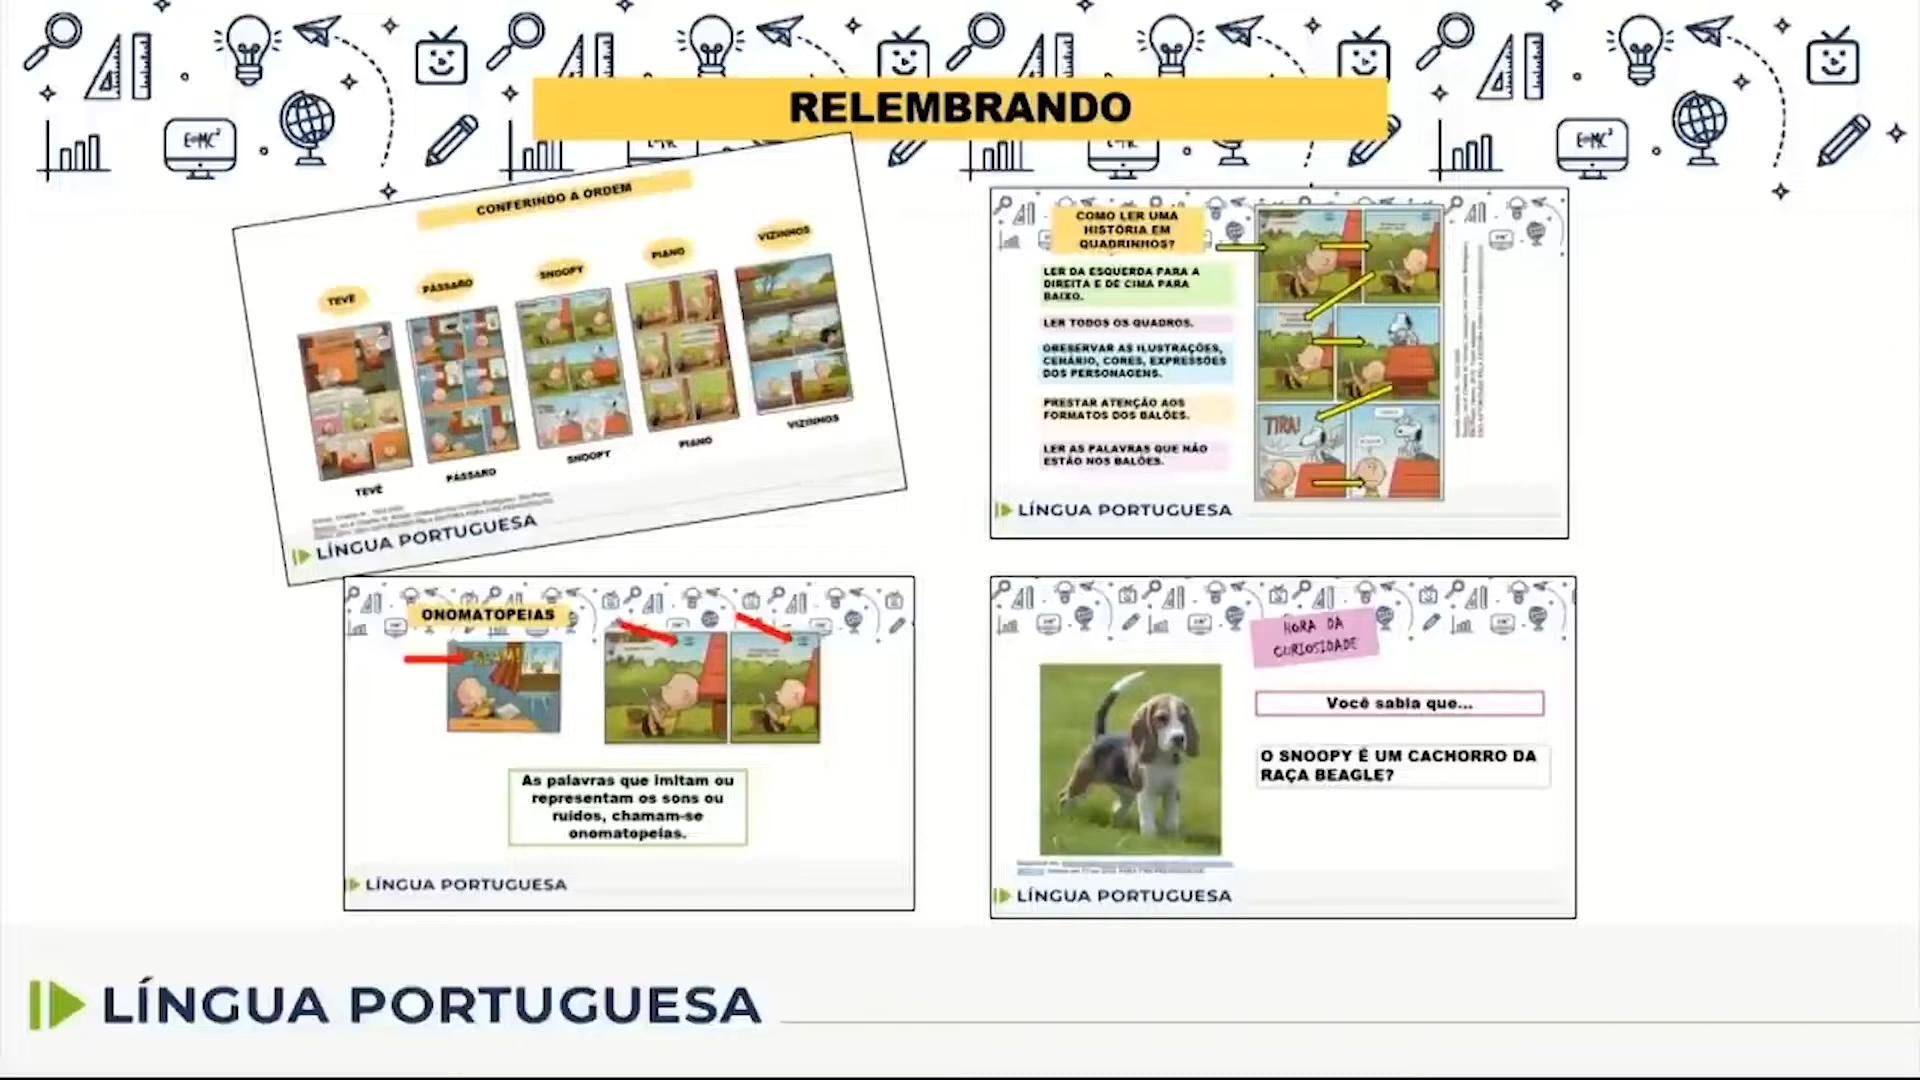 RELEMBRANDO
CONFERINDO A ORDEM
TEVÊ
PÁSSARO
SNOOPY
PIANO
VIZINHOS
TEVÊ
PÁSSARO
SNOOPY
PIANO
VIZINHOS
LÍNGUA PORTUGUESA
COMO LER UMA
HISTÓRIA EM
QUADRINHOS?
LER DA ESQUERDA PARA A
DIREITA E DE CIMA PARA
BAIXO.
LER TODOS OS QUADROS.
OBESERVAR AS ILUSTRAÇÕES,
CENÁRIO, CORES, EXPRESSÕES
DOS PERSONAGENS.
PRESTAR ATENÇÃO AOS
FORMATOS DOS BALÕES.
LER AS PALAVRAS QUE NÃO
ESTÃO NOS BALÕES.
TIRA!
LÍNGUA PORTUGUESA
ONOMATOPEIAS
As palavras que imitam ou
representam os sons ou
ruídos, chamam-se
onomatopeias.
LÍNGUA PORTUGUESA
HORA DA
CURIOSIDADE
Você sabia que...
O SNOOPY É UM CACHORRO DA
RAÇA BEAGLE?
LÍNGUA PORTUGUESA
E=MC²
E=MC²
LÍNGUA PORTUGUESA